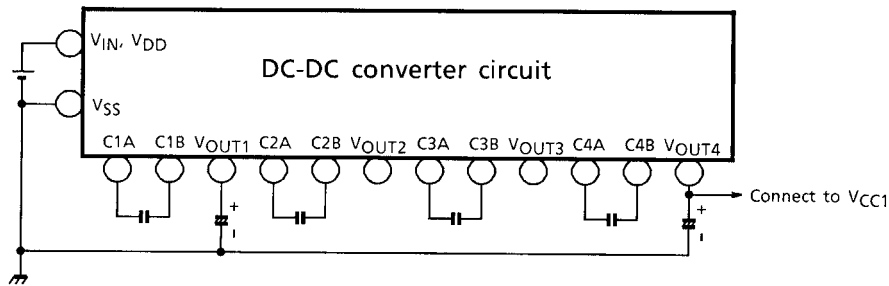 VIN, VDD
DC-DC converter circuit
VSS
C1A C1B VOUT1 C2A C2B VOUT2 C3A C3B VOUT3 C4A C4B VOUT4
+ +
Connect to VCC1
- -